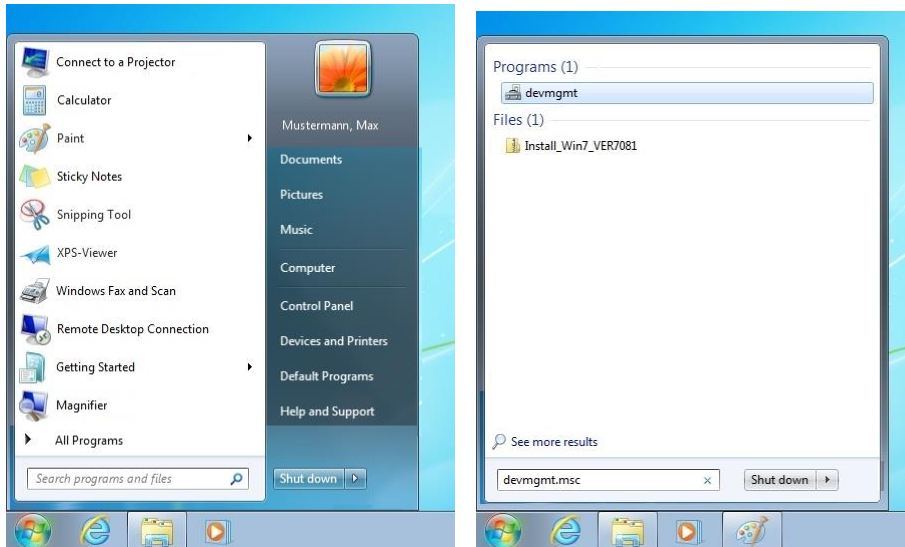 Connect to a Projector
Calculator
Paint
Sticky Notes
Snipping Tool
XPS-Viewer
Windows Fax and Scan
Remote Desktop Connection
Getting Started
Magnifier
All Programs
Search programs and files
Mustermann, Max
Documents
Pictures
Music
Computer
Control Panel
Devices and Printers
Default Programs
Help and Support
Shut down
Programs (1)
devmgmt
Files (1)
Install_Win7_VER7081
See more results
devmgmt.msc
Shut down